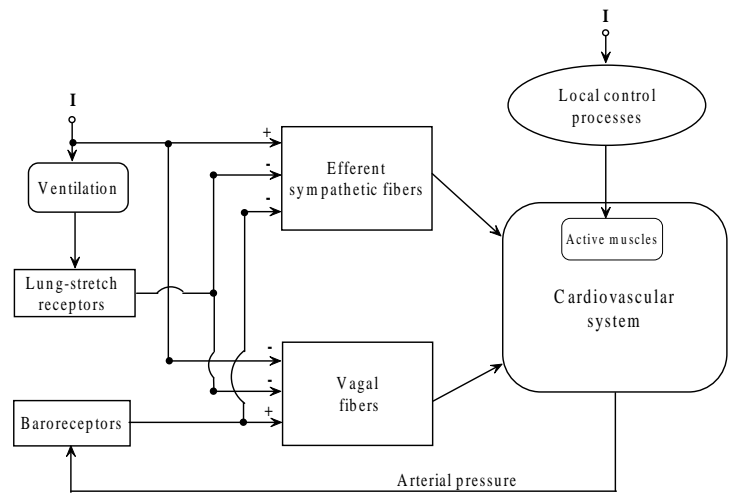 I
I
Local control
processes
+
-
-
Efferent
sympathetic fibers
Ventilation
Active muscles
Lung-stretch
receptors
Cardiovascular
system
-
-
+
Vagal
fibers
Baroreceptors
Arterial pressure